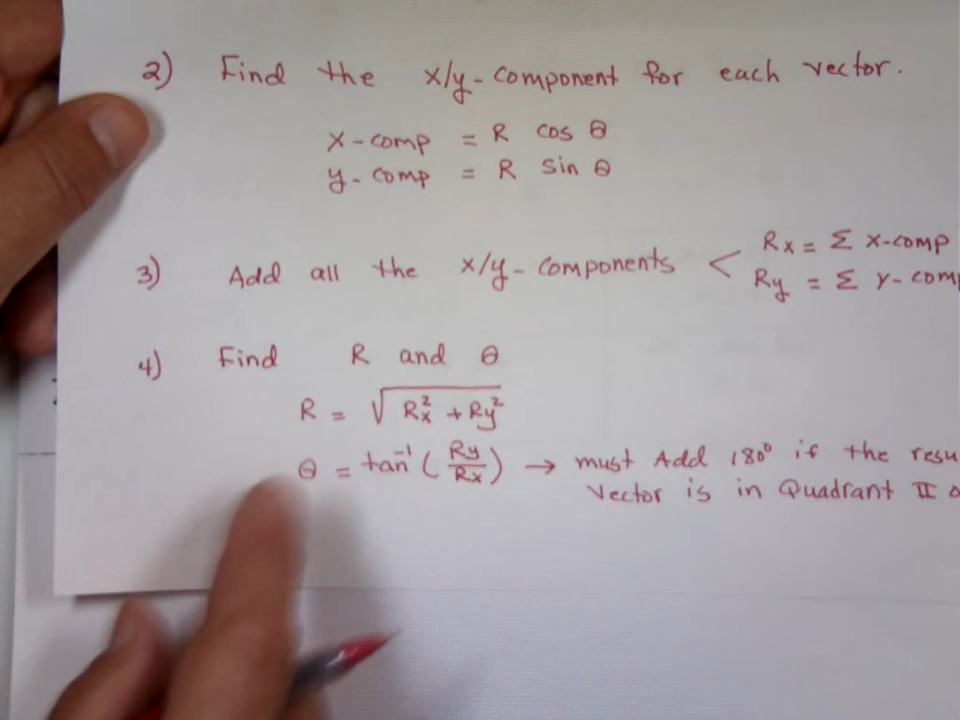 2) Find the x/y-component for each vector.
x-comp = R cos θ
y-comp = R sin θ
3) Add all the x/y-components < Rx = Σ x-comp
Ry = Σ y-comp
4) Find R and θ
R = √(Rx² + Ry²)
θ = tan⁻¹ (Ry/Rx) → must Add 180° if the
vector is in Quadrant II